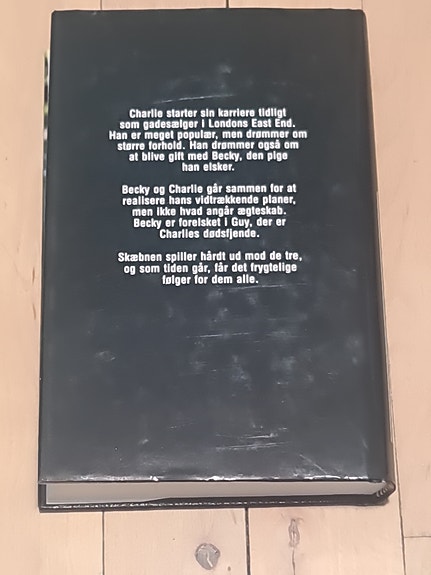 Charlie starter sin karriere tidligt
som gadesælger i Londons East End.
Han er meget populær, men drømmer om
større forhold. Han drømmer også om
at blive gift med Becky, den pige
han elsker.
Becky og Charlie går sammen for at
realisere hans vidtrækkende planer,
men ikke hvad angår ægteskab.
Becky er forelsket i Guy, der er
Charlies dødsfjende.
Skæbnen spiller hårdt ud mod de tre,
og som tiden går, får det frygtelige
følger for dem alle.